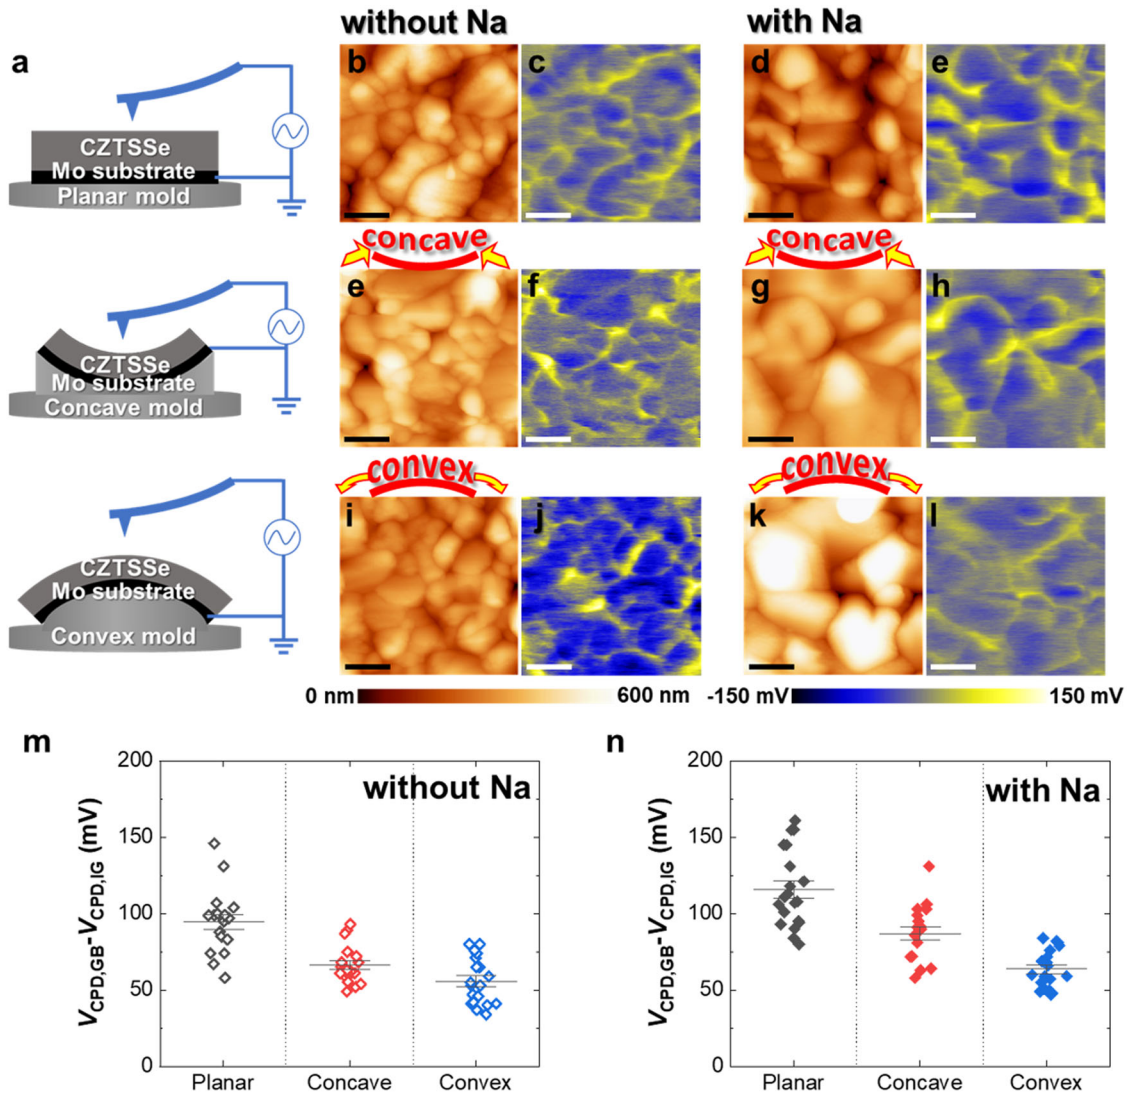 without Na
with Na
a
b
c
d
e
CZTSSe
Mo substrate
Planar mold
concave
concave
e
f
g
h
CZTSSe
Mo substrate
Concave mold
convex
convex
i
j
k
l
CZTSSe
Mo substrate
Convex mold
0 nm
600 nm
-150 mV
150 mV
m
200
150
100
50
0
VCPD,GB-VCPD,IG (mV)
without Na
Planar
Concave
Convex
n
200
150
100
50
0
VCPD,GB-VCPD,IG (mV)
with Na
Planar
Concave
Convex